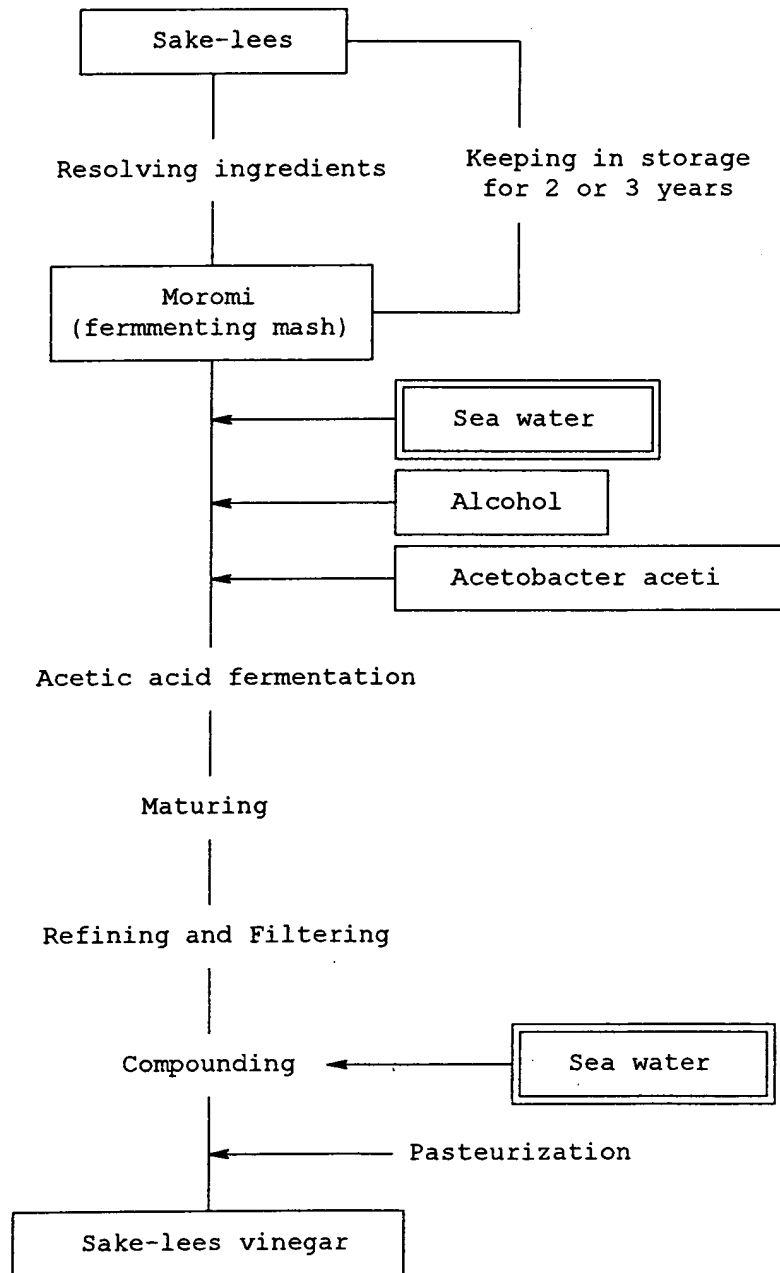 Sake-lees
Resolving ingredients
Keeping in storage
for 2 or 3 years
Moromi
(fermmenting mash)
Sea water
Alcohol
Acetobacter aceti
Acetic acid fermentation
Maturing
Refining and Filtering
Compounding
Sea water
Pasteurization
Sake-lees vinegar